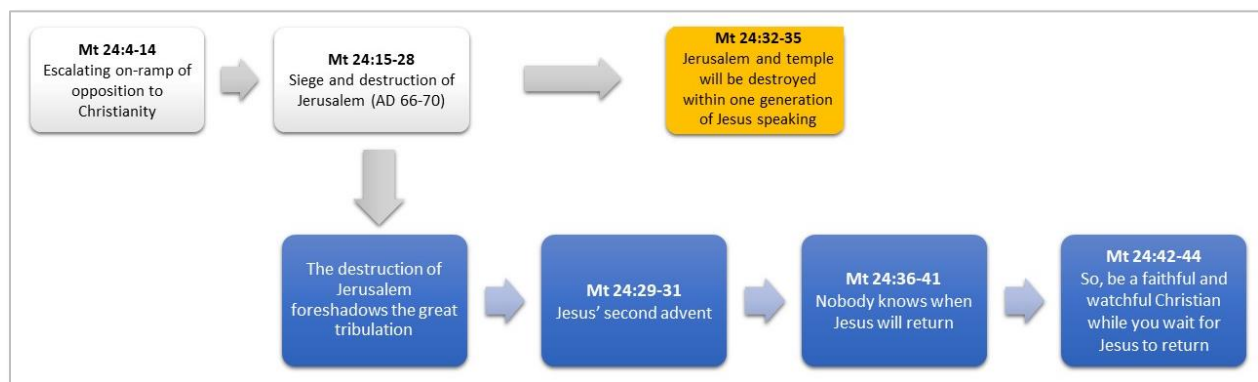 Mt 24:4-14
Escalating on-ramp of
opposition to
Christianity
Mt 24:15-28
Siege and destruction of
Jerusalem (AD 66-70)
Mt 24:32-35
Jerusalem and temple
will be destroyed
within one generation
of Jesus speaking
The destruction of
Jerusalem
foreshadows the great
tribulation
Mt 24:29-31
Jesus’ second advent
Mt 24:36-41
Nobody knows when
Jesus will return
Mt 24:42-44
So, be a faithful and
watchful Christian
while you wait for
Jesus to return